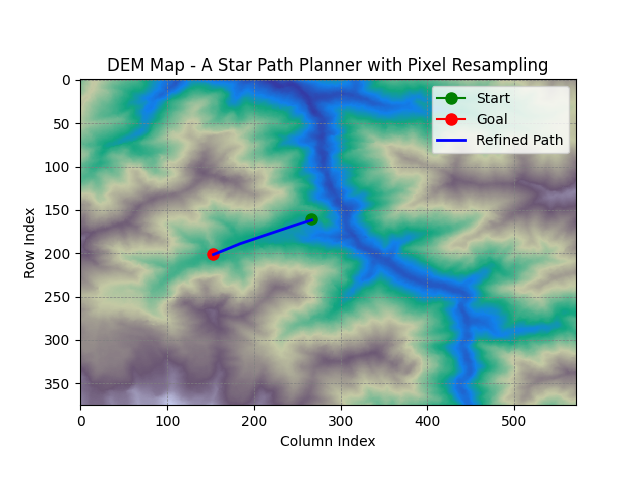 DEM Map - A Star Path Planner with Pixel Resampling
Start
Goal
Refined Path
Row Index
0
50
100
150
200
250
300
350
0 100 200 300 400 500
Column Index